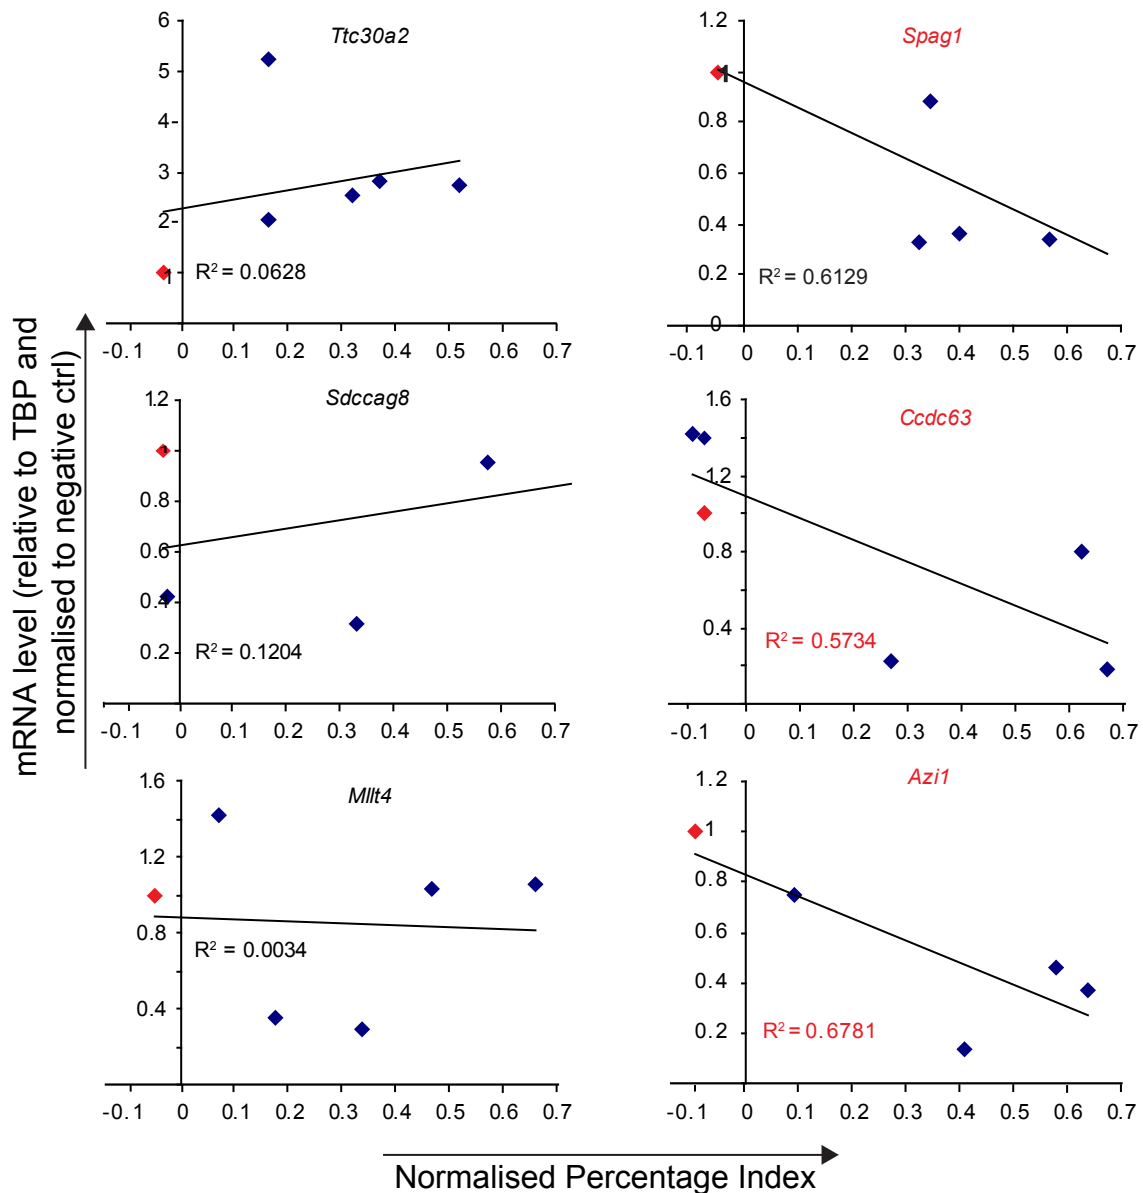 mRNA level (relative to TBP and
normalised to negative ctrl)
Ttc30a2
6
5
4
3
2
1
R² = 0.0628
-0.1 0 0.1 0.2 0.3 0.4 0.5 0.6 0.7
Spag1
1.2
1
0.8
0.6
0.4
0.2
0
R² = 0.6129
-0.1 0 0.1 0.2 0.3 0.4 0.5 0.6 0.7
Sdccag8
1.2
0.8
0.6
0.4
0.2
R² = 0.1204
-0.1 0 0.1 0.2 0.3 0.4 0.5 0.6 0.7
Ccdc63
1.6
1.2
0.8
0.4
R² = 0.5734
-0.1 0 0.1 0.2 0.3 0.4 0.5 0.6 0.7
Mllt4
1.6
1.2
0.8
0.4
R² = 0.0034
-0.1 0 0.1 0.2 0.3 0.4 0.5 0.6 0.7
Azi1
1.2
1
0.8
0.6
0.4
0.2
R² = 0.6781
-0.1 0 0.1 0.2 0.3 0.4 0.5 0.6 0.7
Normalised Percentage Index